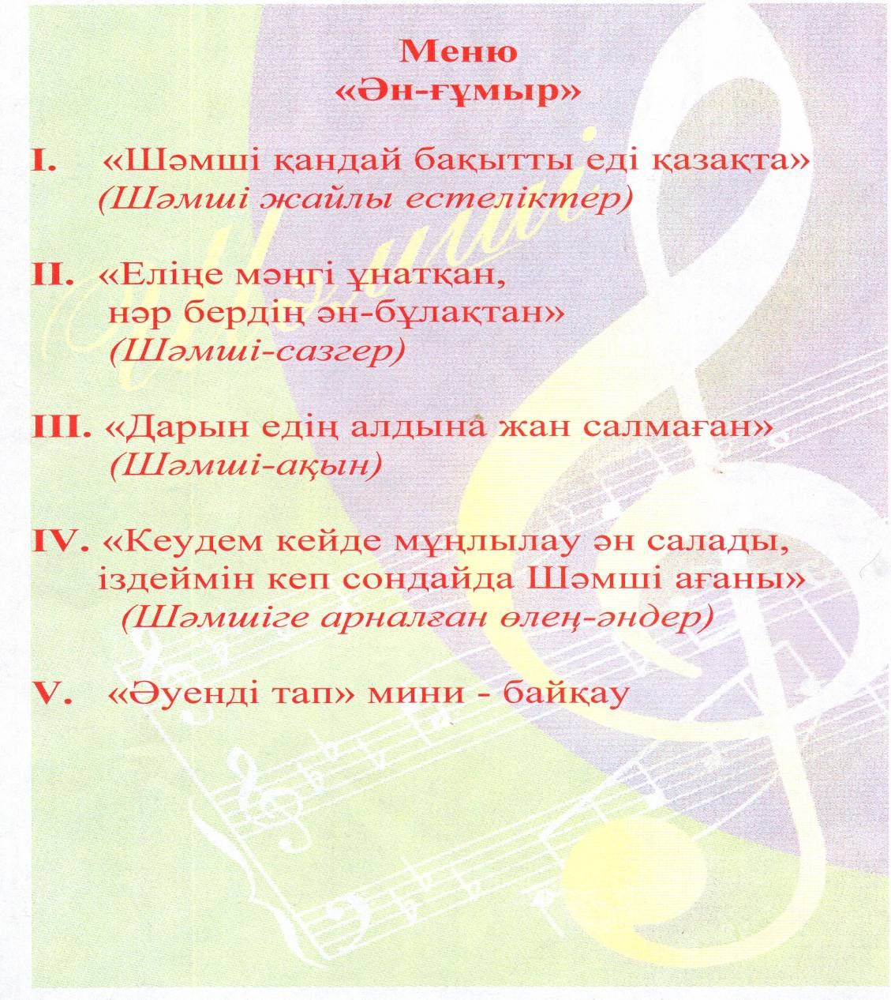 Меню
«Ән-ғұмыр»
I. «Шәмші қандай бақытты еді қазақта»
(Шәмші жайлы естеліктер)
II. «Еліңе мәңгі ұнатқан,
нәр бердің ән-бұлақтан»
(Шәмші-сазгер)
III. «Дарын едің алдына жан салмаған»
(Шәмші-ақын)
IV. «Кеудем кейде мұңлылау ән салады,
іздеймін кеп сондайда Шәмші ағаны»
(Шәмшіге арналған өлең-әндер)
V. «Әуенді тап» мини - байқау
Шәмші